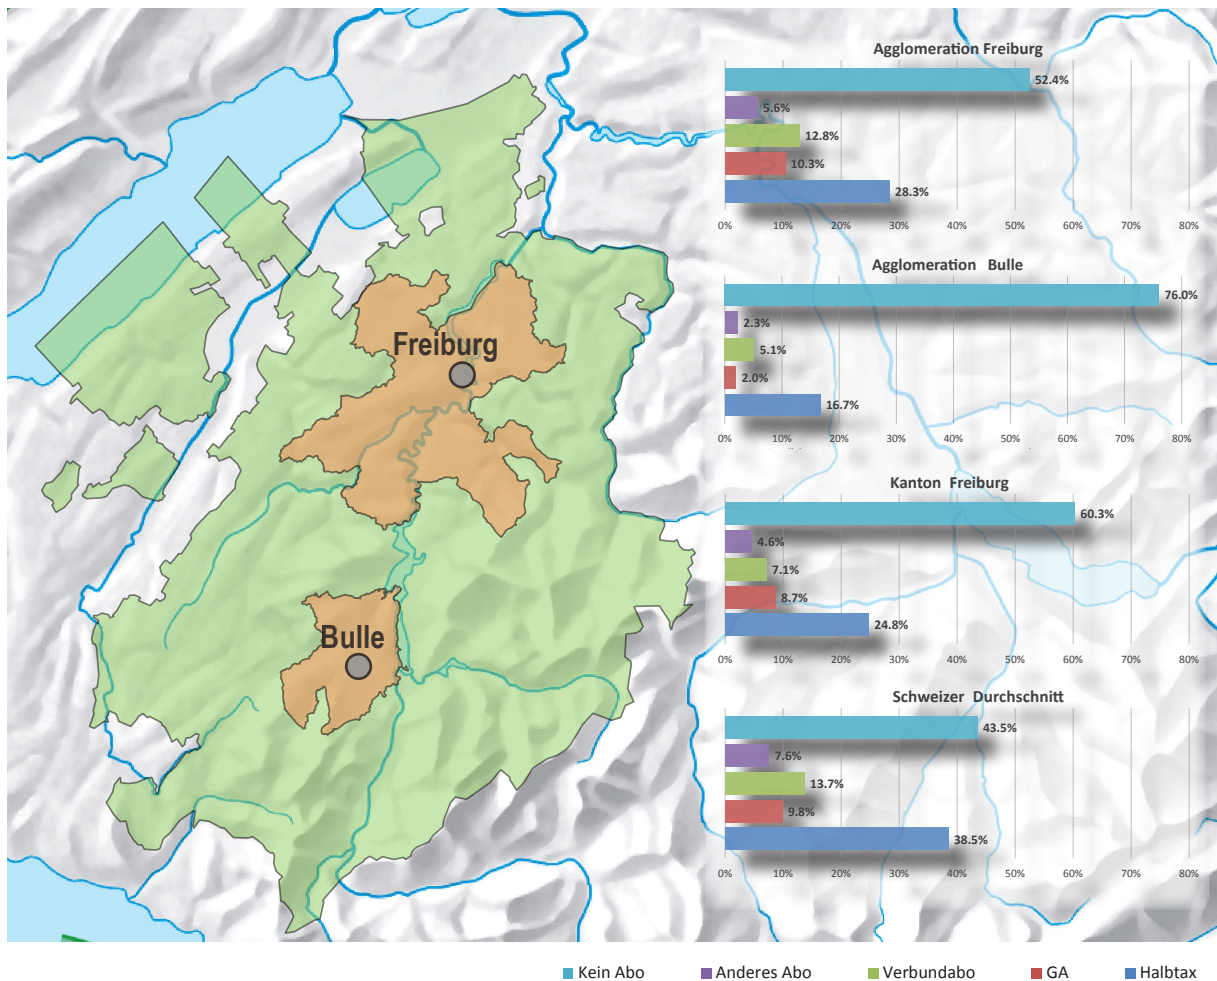 Agglomeration Freiburg
52.4%
5.6%
12.8%
10.3%
28.3%
0% 10% 20% 30% 40% 50% 60% 70% 80%
Agglomeration Bulle
76.0%
2.3%
5.1%
2.0%
16.7%
0% 10% 20% 30% 40% 50% 60% 70% 80%
Kanton Freiburg
60.3%
4.6%
7.1%
8.7%
24.8%
0% 10% 20% 30% 40% 50% 60% 70% 80%
Schweizer Durchschnitt
43.5%
7.6%
13.7%
9.8%
38.5%
0% 10% 20% 30% 40% 50% 60% 70% 80%
Freiburg
Bulle
Kein Abo Anderes Abo Verbundabo GA Halbtax